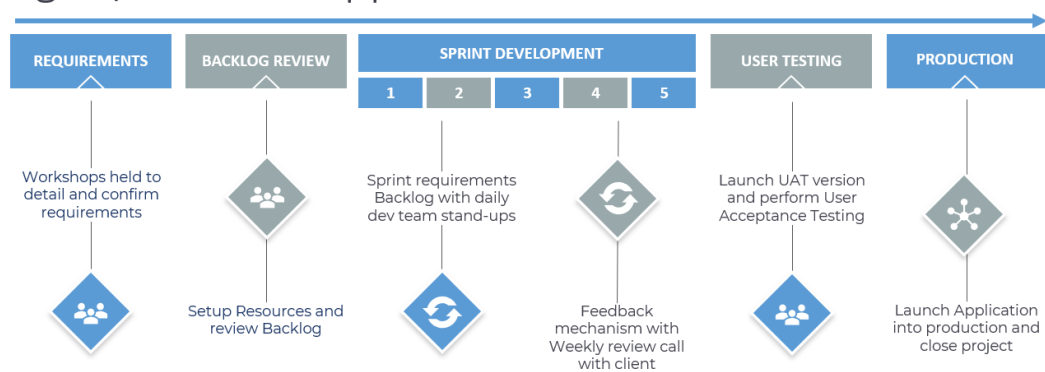 REQUIREMENTS
BACKLOG REVIEW
SPRINT DEVELOPMENT
USER TESTING
PRODUCTION
1
2
3
4
5
Workshops held to
detail and confirm
requirements
Setup Resources and
review Backlog
Sprint requirements
Backlog with daily
dev team stand-ups
Feedback
mechanism with
Weekly review call
with client
Launch UAT version
and perform User
Acceptance Testing
Launch Application
into production and
close project